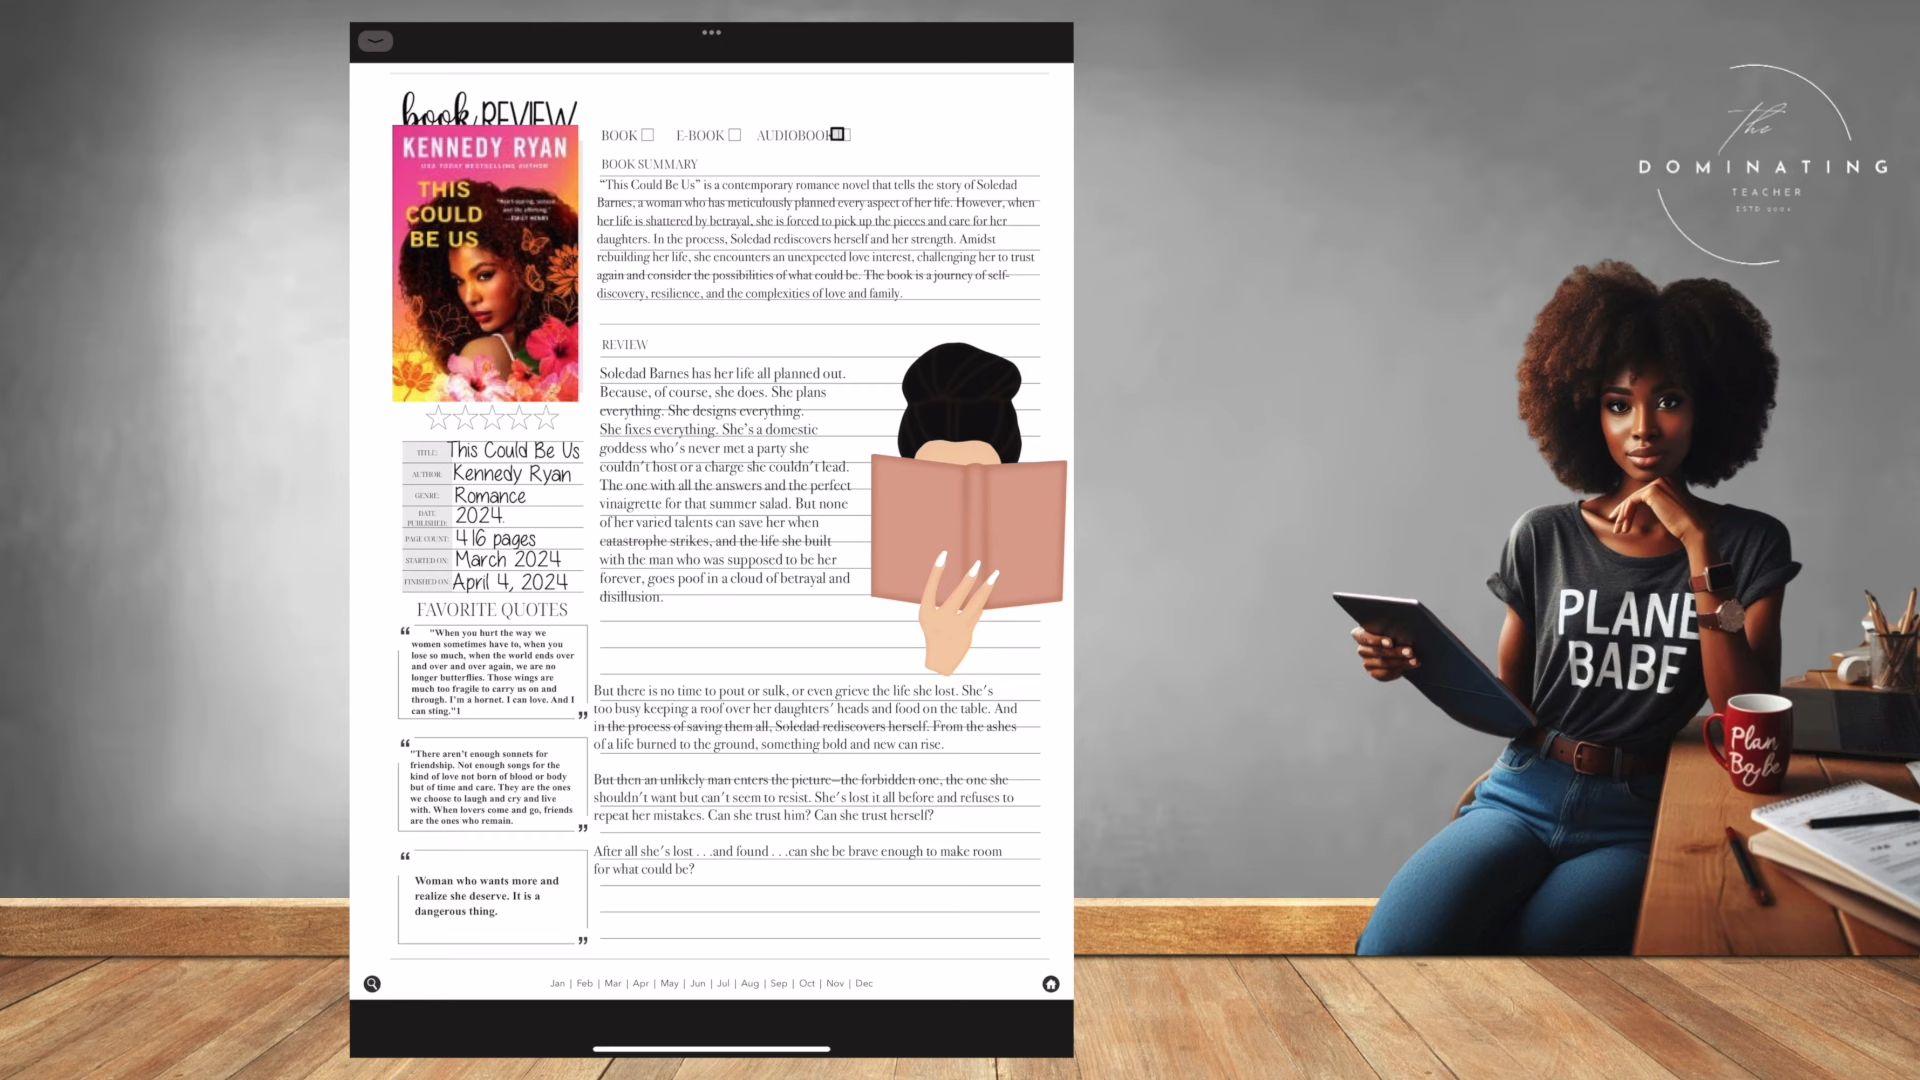 book REVIEW
KENNEDY RYAN
USA TODAY BESTSELLING AUTHOR
THIS
COULD
BE US
—EMILY HENRY
TITLE: This Could Be Us
AUTHOR: Kennedy Ryan
GENRE: Romance
DATE PUBLISHED: 2024.
PAGE COUNT: 416 pages
STARTED ON: March 2024
FINISHED ON: April 4, 2024
FAVORITE QUOTES
“ "When you hurt the way we
women sometimes have to, when you
lose so much, when the world ends over
and over and over again, we are no
longer butterflies. Those wings are
much too fragile to carry us on and
through. I'm a hornet. I can love. And I
can sting."1 ”
“ "There aren't enough sonnets for
friendship. Not enough songs for the
kind of love not born of blood or body
but of time and care. They are the ones
we choose to laugh and cry and live
with. When lovers come and go, friends
are the ones who remain. ”
“ Woman who wants more and
realize she deserve. It is a
dangerous thing. ”
BOOK E-BOOK AUDIOBOOK
BOOK SUMMARY
“This Could Be Us” is a contemporary romance novel that tells the story of Soledad
Barnes, a woman who has meticulously planned every aspect of her life. However, when
her life is shattered by betrayal, she is forced to pick up the pieces and care for her
daughters. In the process, Soledad rediscovers herself and her strength. Amidst
rebuilding her life, she encounters an unexpected love interest, challenging her to trust
again and consider the possibilities of what could be. The book is a journey of self-
discovery, resilience, and the complexities of love and family.
REVIEW
Soledad Barnes has her life all planned out.
Because, of course, she does. She plans
everything. She designs everything.
She fixes everything. She's a domestic
goddess who's never met a party she
couldn't host or a charge she couldn't lead.
The one with all the answers and the perfect
vinaigrette for that summer salad. But none
of her varied talents can save her when
catastrophe strikes, and the life she built
with the man who was supposed to be her
forever, goes poof in a cloud of betrayal and
disillusion.
But there is no time to pout or sulk, or even grieve the life she lost. She's
too busy keeping a roof over her daughters' heads and food on the table. And
in the process of saving them all, Soledad rediscovers herself. From the ashes
of a life burned to the ground, something bold and new can rise.
But then an unlikely man enters the picture—the forbidden one, the one she
shouldn't want but can't seem to resist. She's lost it all before and refuses to
repeat her mistakes. Can she trust him? Can she trust herself?
After all she's lost . . .and found . . .can she be brave enough to make room
for what could be?
Jan | Feb | Mar | Apr | May | Jun | Jul | Aug | Sep | Oct | Nov | Dec
the
DOMINATING
TEACHER
ESTD 2004
PLANE
BABE
Plan